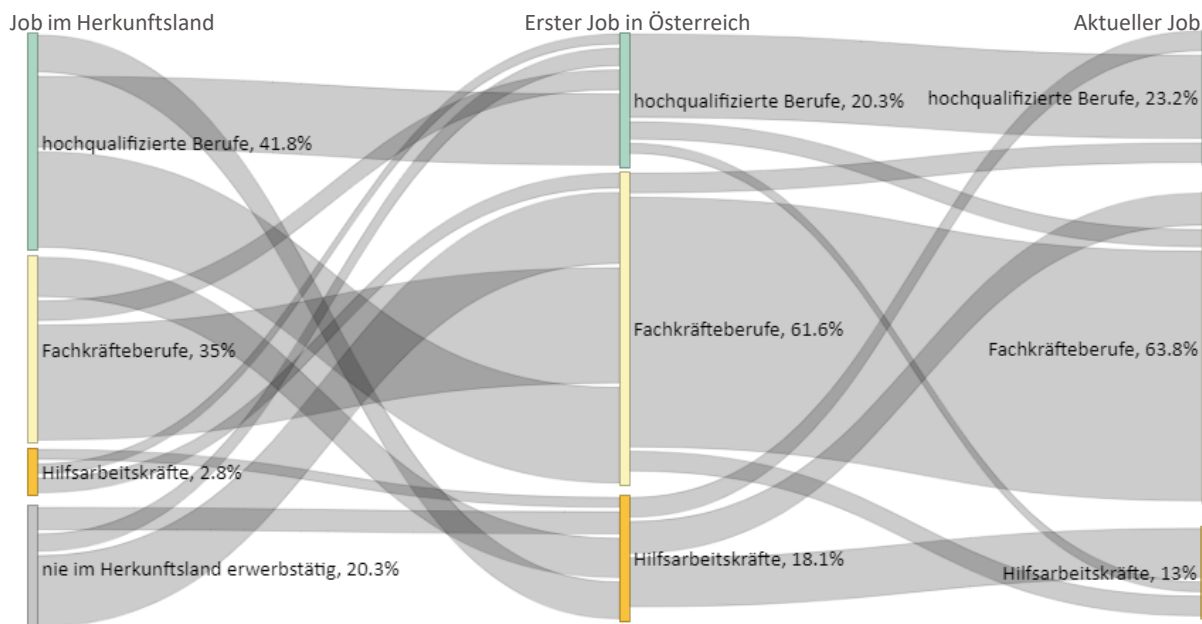 Job im Herkunftsland
Erster Job in Österreich
Aktueller Job
hochqualifizierte Berufe, 41.8%
hochqualifizierte Berufe, 20.3%
hochqualifizierte Berufe, 23.2%
Fachkräfteberufe, 35%
Fachkräfteberufe, 61.6%
Fachkräfteberufe, 63.8%
Hilfsarbeitskräfte, 2.8%
Hilfsarbeitskräfte, 18.1%
Hilfsarbeitskräfte, 13%
nie im Herkunftsland erwerbstätig, 20.3%